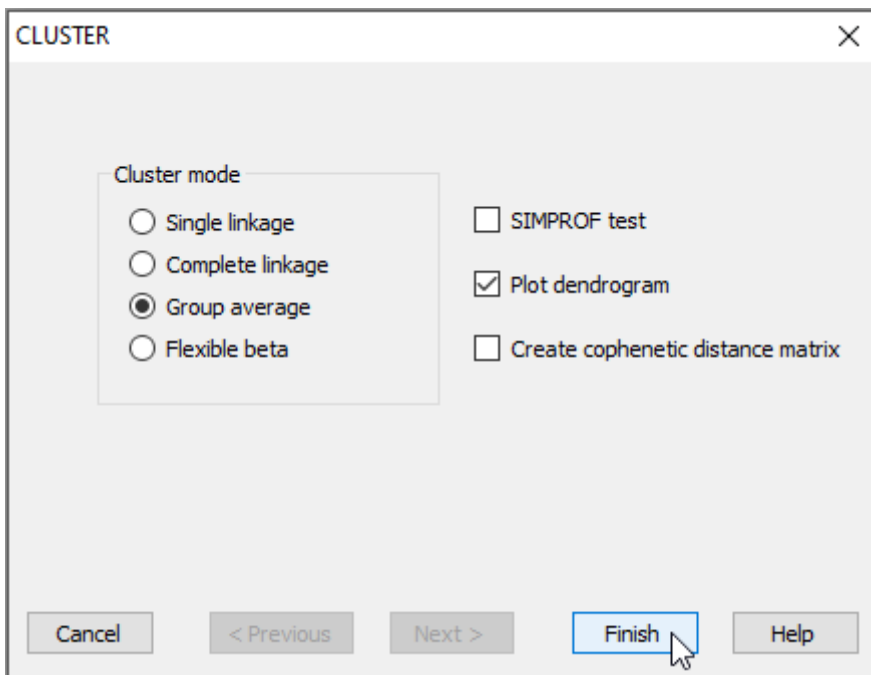 CLUSTER
Cluster mode
Single linkage
Complete linkage
Group average
Flexible beta
SIMPROF test
Plot dendrogram
Create cophenetic distance matrix
Cancel
< Previous
Next >
Finish
Help